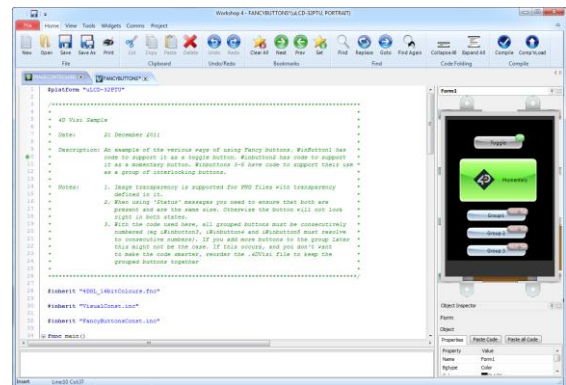 Workshop 4 - FANCYBUTTONS*(uLCD-32PTU, PORTRAIT)
File Home View Tools Widgets Comms Project
New Open Save Save As Print Cut Copy Paste Delete Undo Redo Clear All Next Prev Set Find Replace Goto Find Again Collapse All Expand All Compile Comp'nLoad
File Clipboard Undo/Redo Bookmarks Find Code Folding Compile
FANCYBUTTONS*
#platform "uLCD-32PTU"
4D Visi Sample
Date: 2; December 2011
Description: An example of the various ways of using Fancy buttons. WinButton1 has
code to support it as a toggle button. Winbutton2 has code to support
it as a momentary button. Winbuttons 3-5 have code to support their use
as a group of interlocking buttons.
Notes: 1. Image transparency is supported for PNG files with transparency
defined in it.
2. When using 'Status' messages you need to ensure that both are
present and are the same size. Otherwise the button will not look
right in both states.
3. With the code used here, all grouped buttons must be consecutively
numbered (eg iWinbutton3, iWinbutton4 and iWinbutton5 must resolve
to consecutive numbers). If you add more buttons to the group later
this might not be the case. If this occurs, and you don't want
to make the code smarter, reorder the .4DVisi file to keep the
grouped buttons together
#inherit "4DGL_16bitColours.fnc"
#inherit "VisualConst.inc"
#inherit "FancyButtonsConst.inc"
func main()
Form1
Toggle
4D Momentary
Group1
Group 2
Group 3
Object Inspector
Form
Object
Properties Paste Code Paste all Code
Property Value
Name Form1
Bgtype Color
Insert Line:10 Col:37